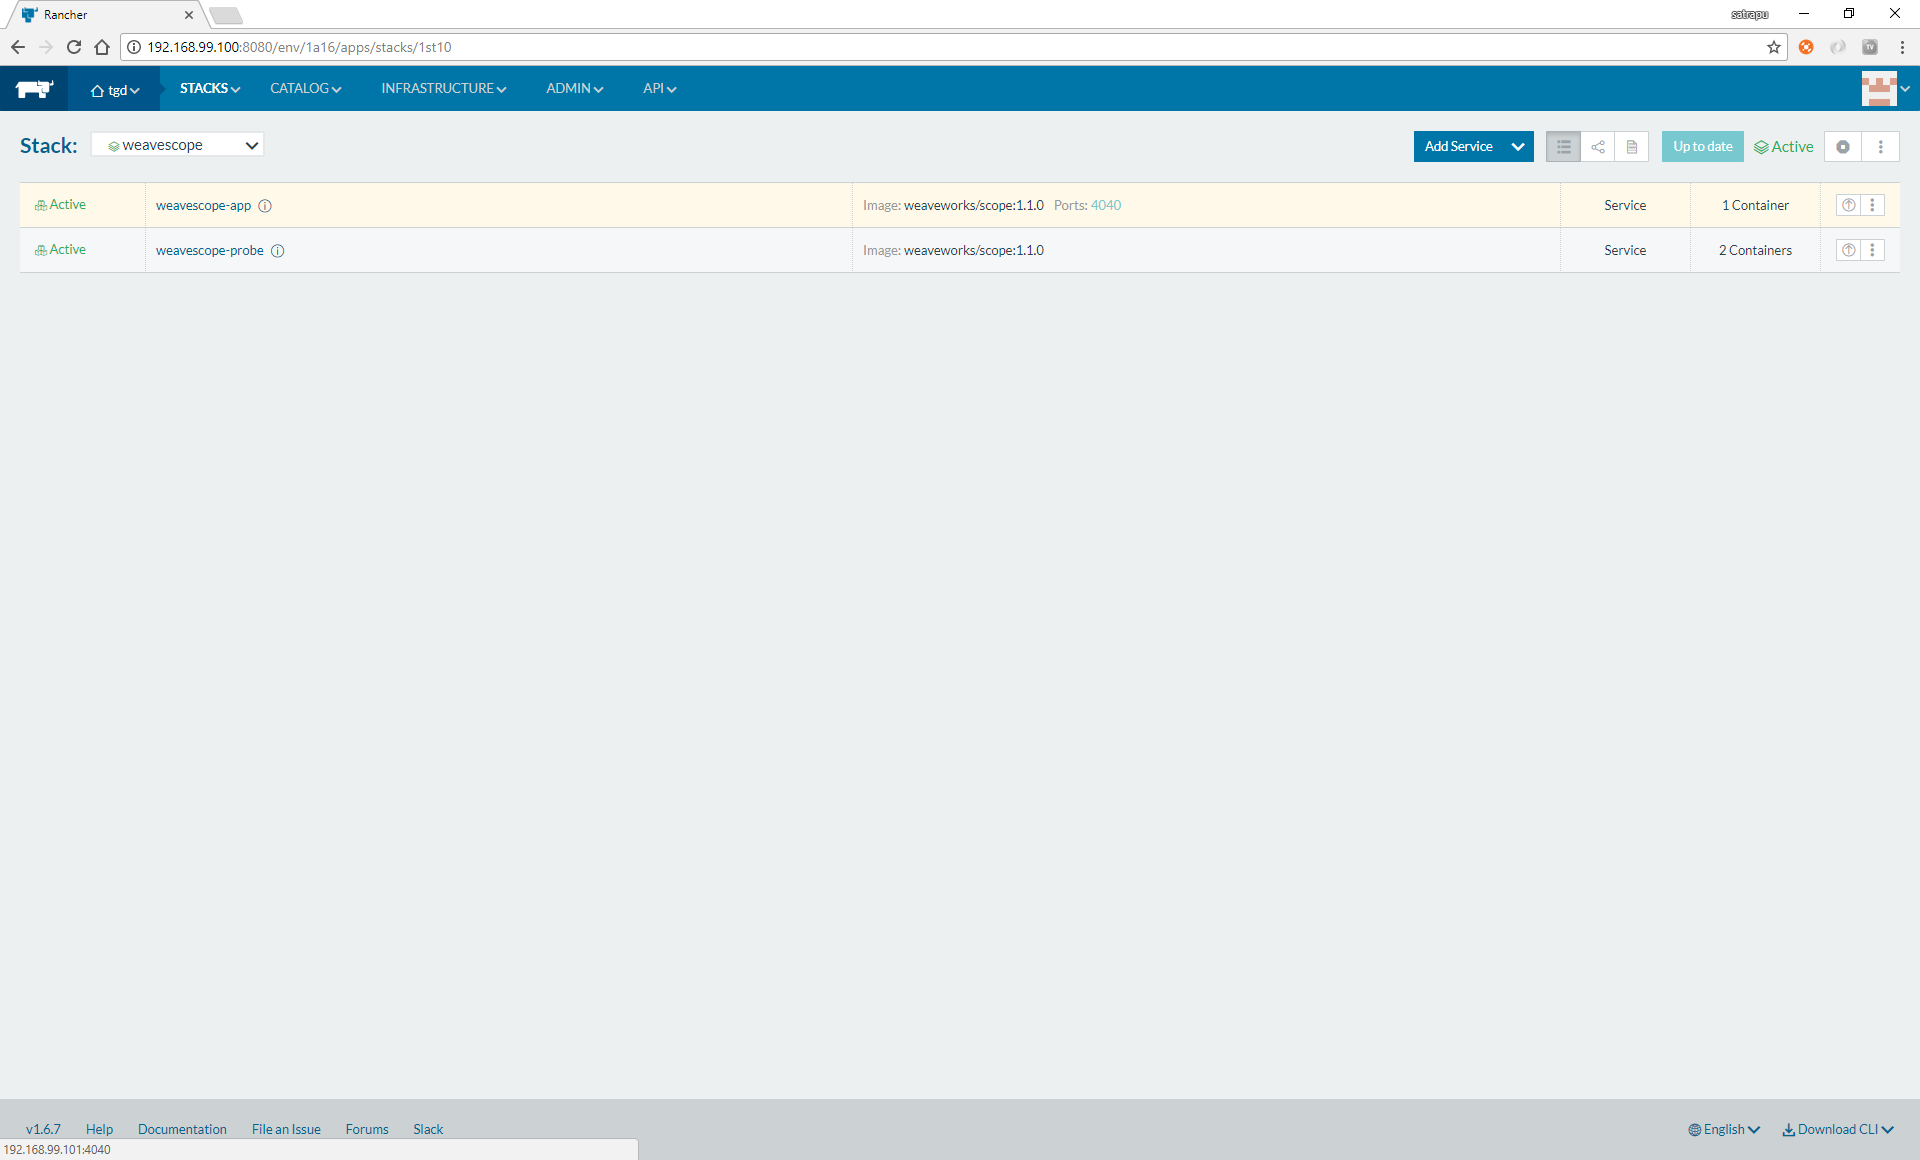 Rancher
satrapu
192.168.99.100:8080/env/1a16/apps/stacks/1st10
TV
tgd STACKS CATALOG INFRASTRUCTURE ADMIN API
Stack: weavescope Add Service Up to date Active
Active weavescope-app Image: weaveworks/scope:1.1.0 Ports: 4040 Service 1 Container
Active weavescope-probe Image: weaveworks/scope:1.1.0 Service 2 Containers
v1.6.7 Help Documentation File an Issue Forums Slack English Download CLI
192.168.99.101:4040